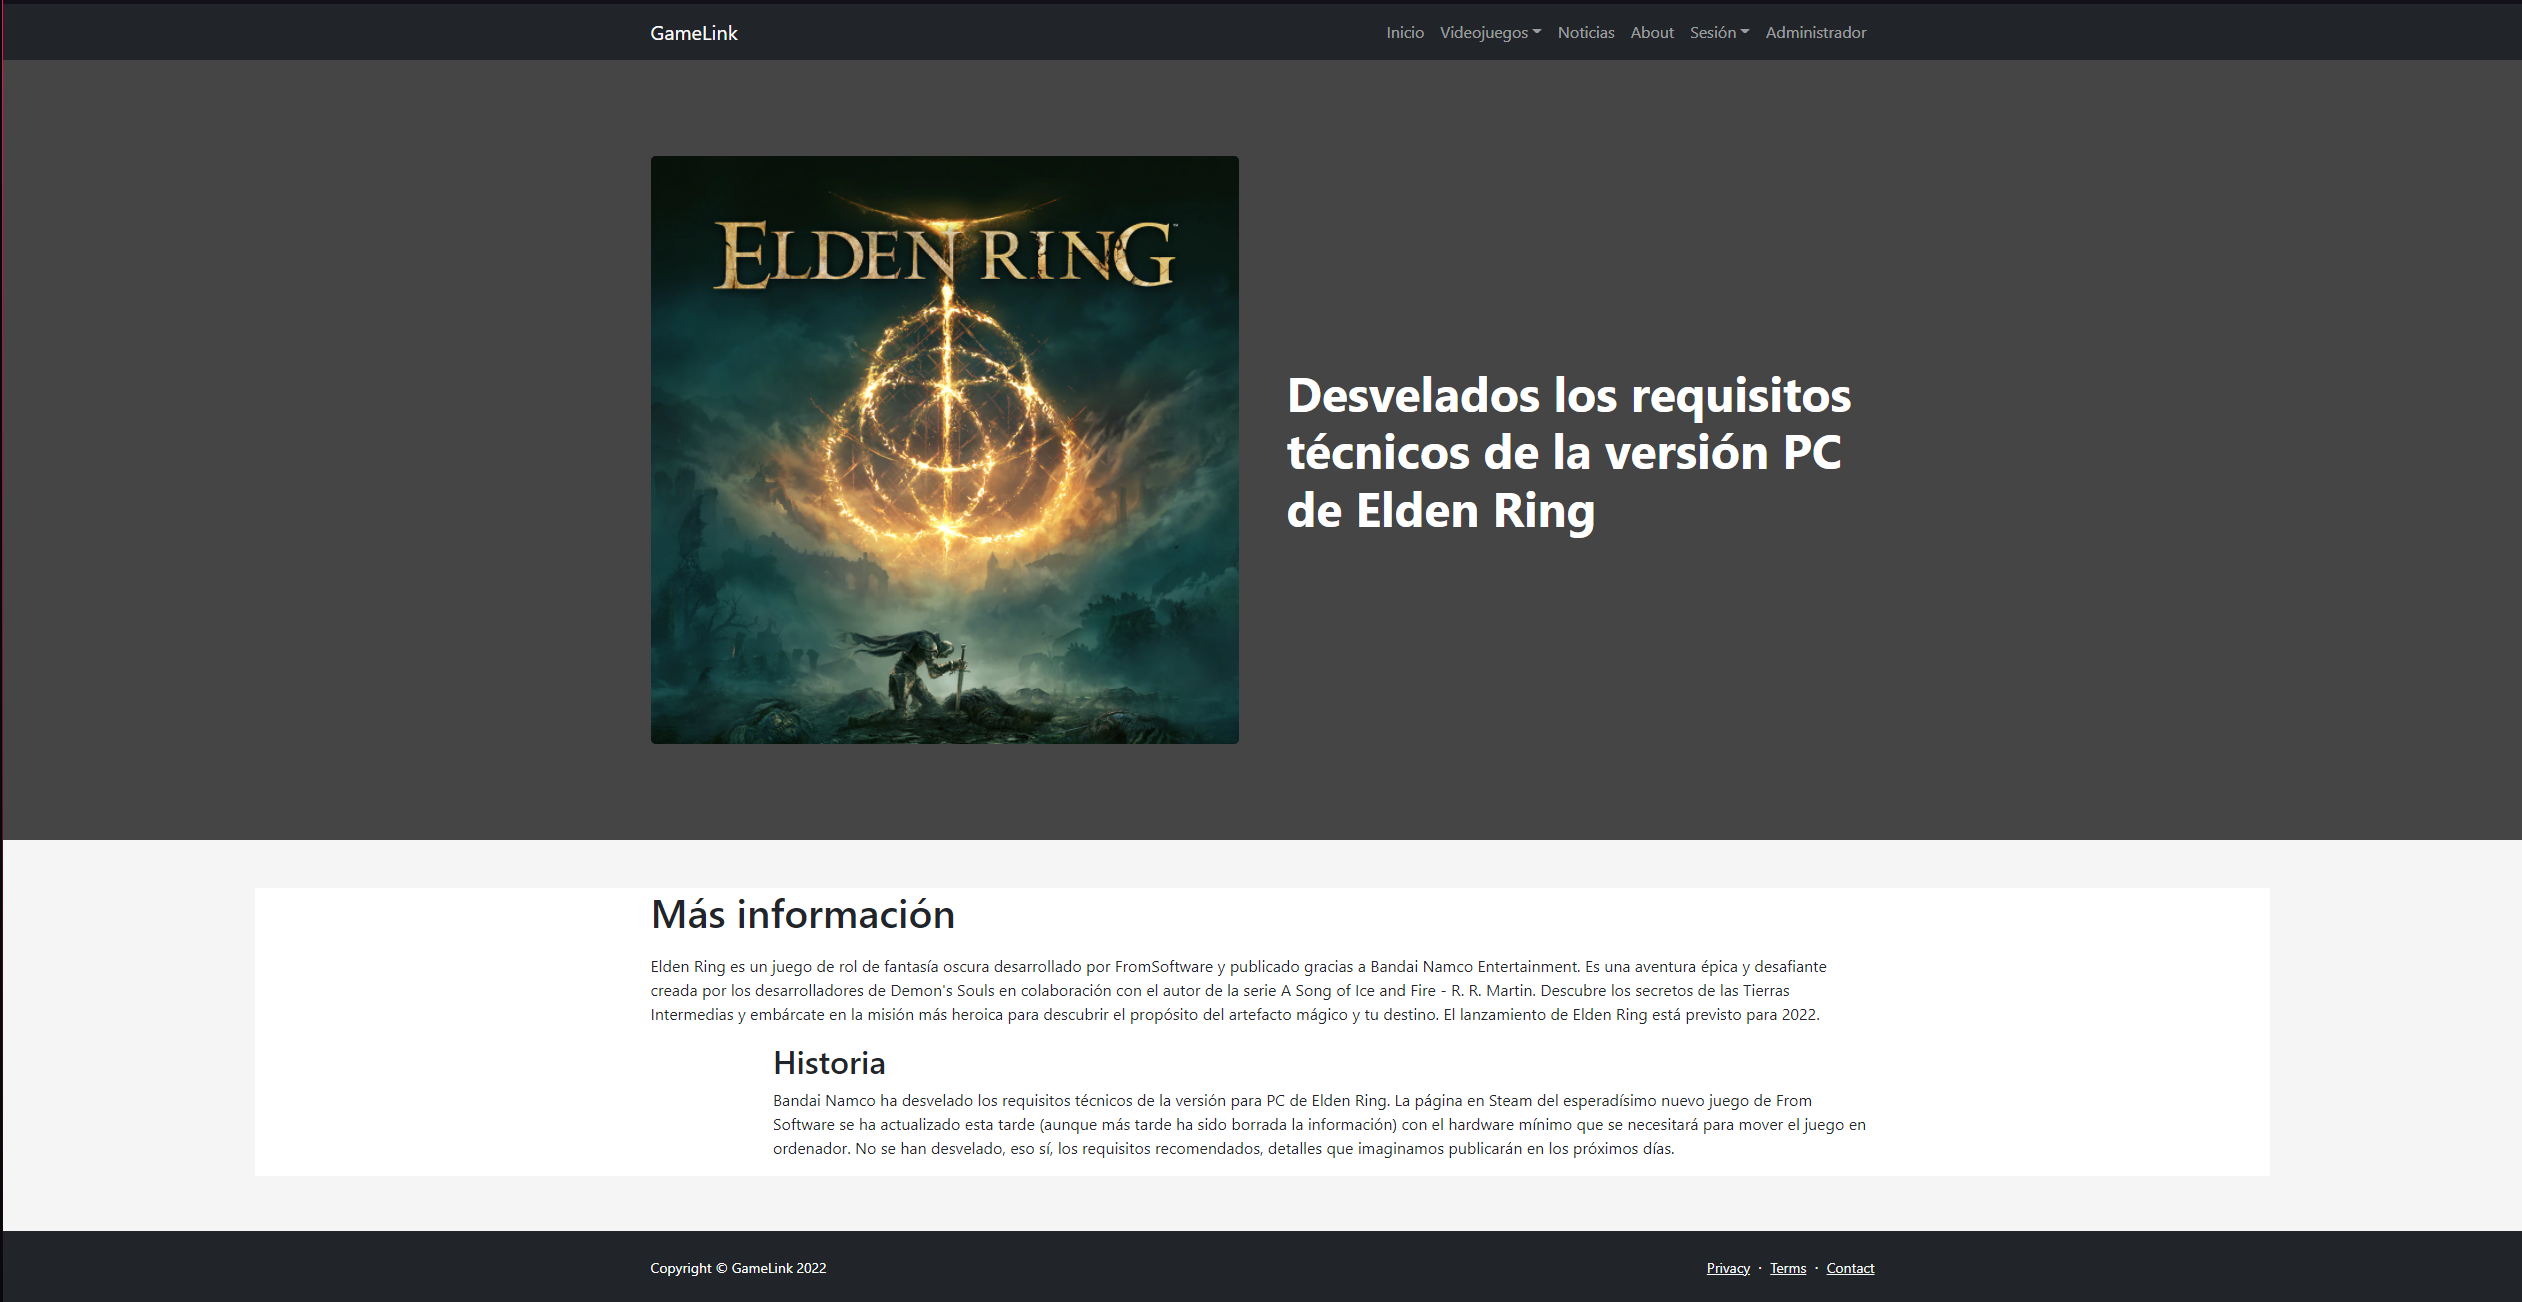 GameLink
Inicio Videojuegos Noticias About Sesión Administrador
ELDEN RING™
Desvelados los requisitos
técnicos de la versión PC
de Elden Ring
Más información
Elden Ring es un juego de rol de fantasía oscura desarrollado por FromSoftware y publicado gracias a Bandai Namco Entertainment. Es una aventura épica y desafiante
creada por los desarrolladores de Demon's Souls en colaboración con el autor de la serie A Song of Ice and Fire - R. R. Martin. Descubre los secretos de las Tierras
Intermedias y embárcate en la misión más heroica para descubrir el propósito del artefacto mágico y tu destino. El lanzamiento de Elden Ring está previsto para 2022.
Historia
Bandai Namco ha desvelado los requisitos técnicos de la versión para PC de Elden Ring. La página en Steam del esperadísimo nuevo juego de From
Software se ha actualizado esta tarde (aunque más tarde ha sido borrada la información) con el hardware mínimo que se necesitará para mover el juego en
ordenador. No se han desvelado, eso sí, los requisitos recomendados, detalles que imaginamos publicarán en los próximos días.
Copyright © GameLink 2022
Privacy · Terms · Contact